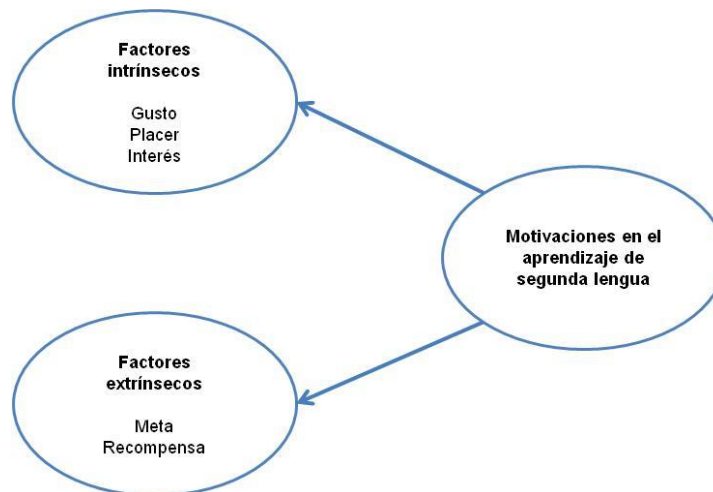 Factores
intrínsecos
Gusto
Placer
Interés
Motivaciones en el
aprendizaje de
segunda lengua
Factores
extrínsecos
Meta
Recompensa